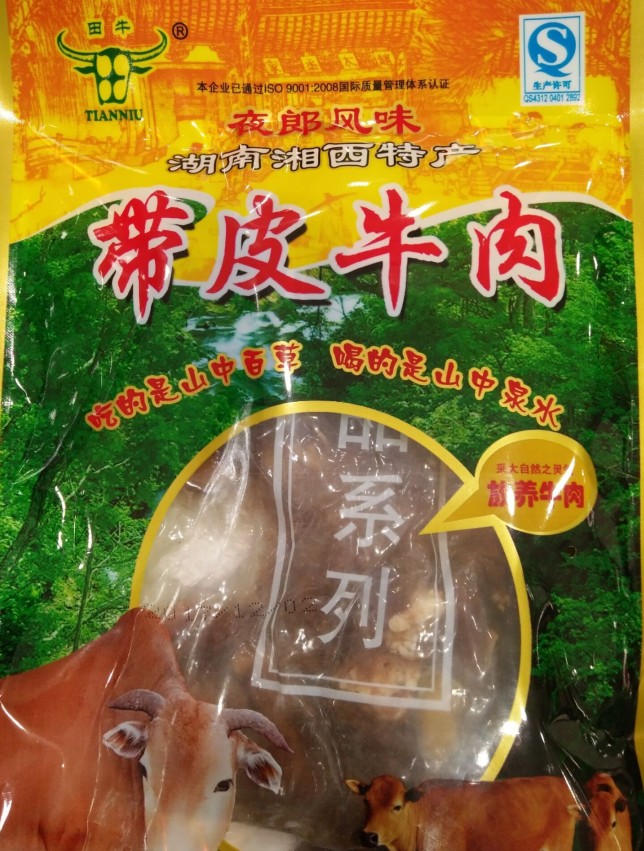 田牛
®
TIANNIU
生产许可
QS4312 0401 2892
本企业已通过ISO 9001:2008国际质量管理体系认证
夜郎风味
湖南湘西特产
带皮牛肉
吃的是山中百草 喝的是山中泉水
采大自然之灵
放养牛肉
品系列